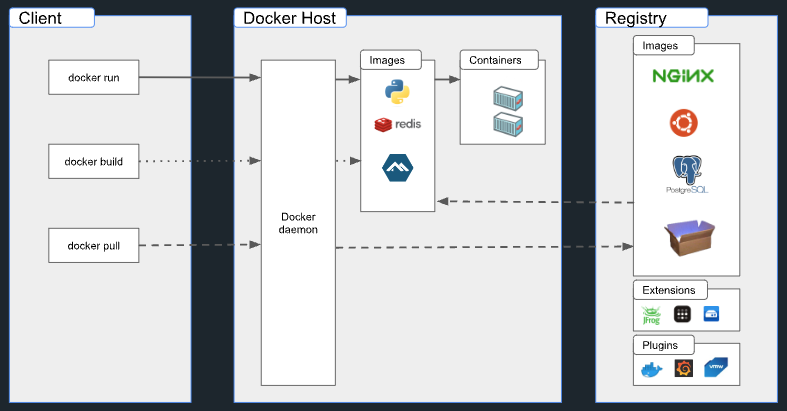 Client
docker run
docker build
docker pull
Docker Host
Docker
daemon
Images
redis
Containers
Registry
Images
NGINX
PostgreSQL
Extensions
JFrog
Plugins
vmw